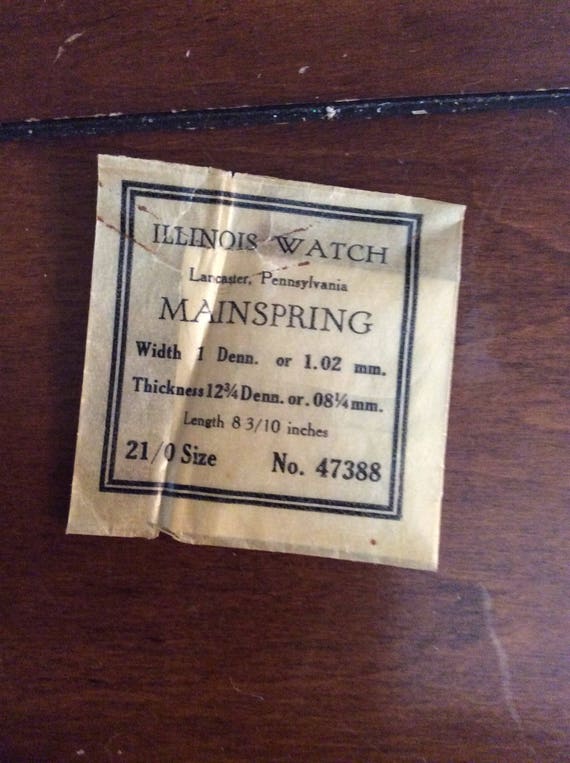 ILLINOIS WATCH
Lancaster, Pennsylvania
MAINSPRING
Width 1 Denn. or 1.02 mm.
Thickness 12¾ Denn. or .08¼ mm.
Length 8 3/10 inches
21/0 Size No. 47388